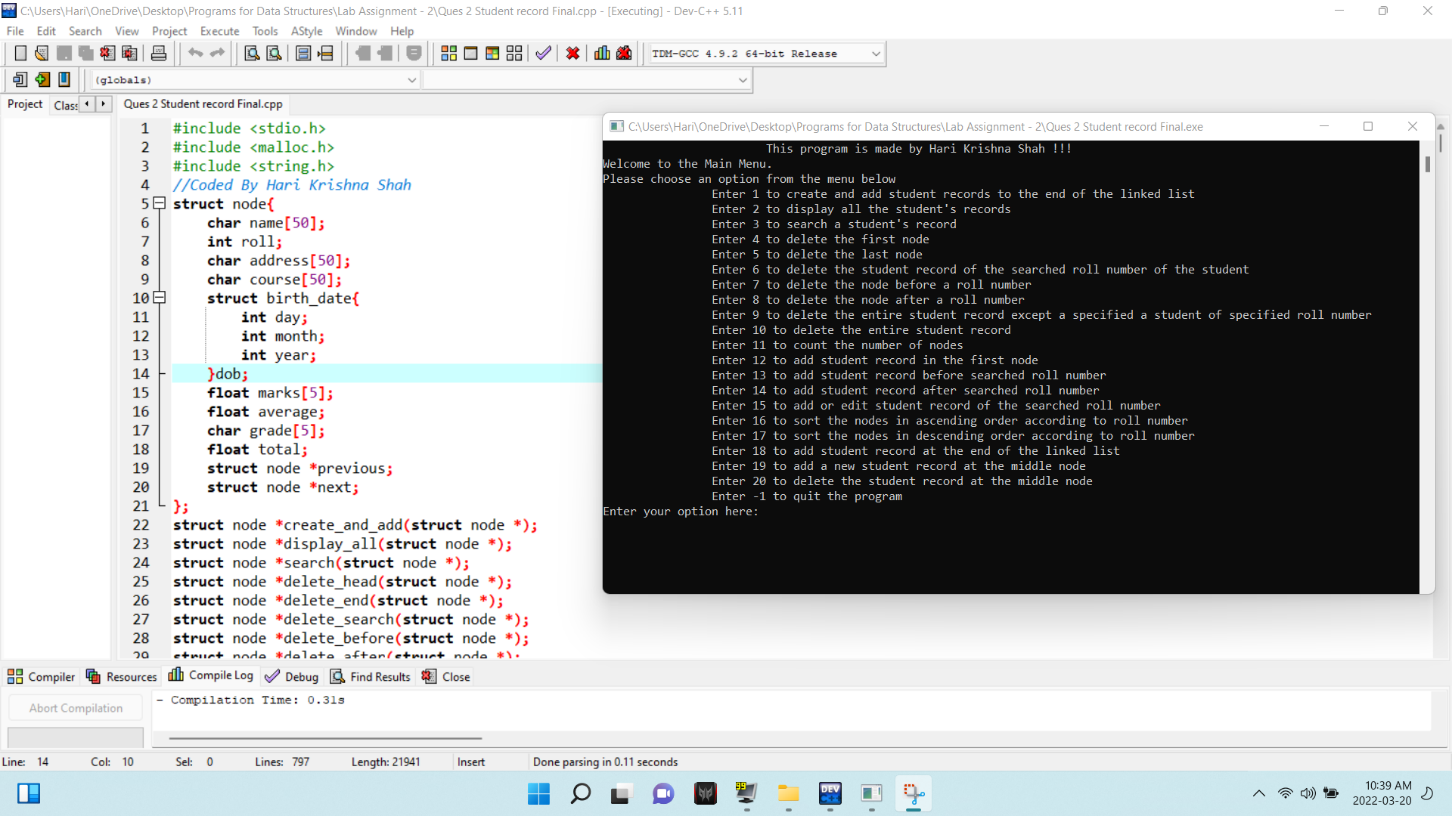 C:\Users\Hari\OneDrive\Desktop\Programs for Data Structures\Lab Assignment - 2\Ques 2 Student record Final.cpp - [Executing] - Dev-C++ 5.11
File Edit Search View Project Execute Tools AStyle Window Help
TDM-GCC 4.9.2 64-bit Release
(globals)
Project Clas
Ques 2 Student record Final.cpp
1 #include <stdio.h>
2 #include <malloc.h>
3 #include <string.h>
4 //Coded By Hari Krishna Shah
5 struct node{
6 char name[50];
7 int roll;
8 char address[50];
9 char course[50];
10 struct birth_date{
11 int day;
12 int month;
13 int year;
14 }dob;
15 float marks[5];
16 float average;
17 char grade[5];
18 float total;
19 struct node *previous;
20 struct node *next;
21 };
22 struct node *create_and_add(struct node *);
23 struct node *display_all(struct node *);
24 struct node *search(struct node *);
25 struct node *delete_head(struct node *);
26 struct node *delete_end(struct node *);
27 struct node *delete_search(struct node *);
28 struct node *delete_before(struct node *);
29 struct node *delete_after(struct node *);
C:\Users\Hari\OneDrive\Desktop\Programs for Data Structures\Lab Assignment - 2\Ques 2 Student record Final.exe
This program is made by Hari Krishna Shah !!!
Welcome to the Main Menu.
Please choose an option from the menu below
Enter 1 to create and add student records to the end of the linked list
Enter 2 to display all the student's records
Enter 3 to search a student's record
Enter 4 to delete the first node
Enter 5 to delete the last node
Enter 6 to delete the student record of the searched roll number of the student
Enter 7 to delete the node before a roll number
Enter 8 to delete the node after a roll number
Enter 9 to delete the entire student record except a specified a student of specified roll number
Enter 10 to delete the entire student record
Enter 11 to count the number of nodes
Enter 12 to add student record in the first node
Enter 13 to add student record before searched roll number
Enter 14 to add student record after searched roll number
Enter 15 to add or edit student record of the searched roll number
Enter 16 to sort the nodes in ascending order according to roll number
Enter 17 to sort the nodes in descending order according to roll number
Enter 18 to add student record at the end of the linked list
Enter 19 to add a new student record at the middle node
Enter 20 to delete the student record at the middle node
Enter -1 to quit the program
Enter your option here:
Compiler Resources Compile Log Debug Find Results Close
Abort Compilation
- Compilation Time: 0.31s
Line: 14 Col: 10 Sel: 0 Lines: 797 Length: 21941 Insert Done parsing in 0.11 seconds
DEV
10:39 AM
2022-03-20